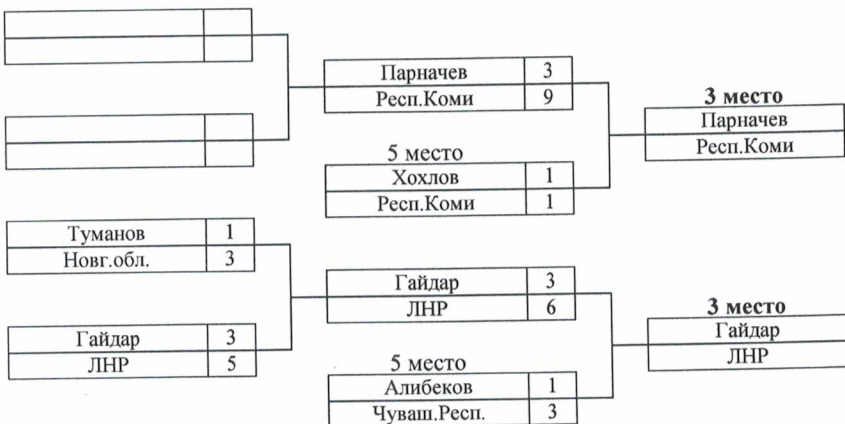 Парначев 3
Респ.Коми 9
3 место
Парначев
Респ.Коми
5 место
Хохлов 1
Респ.Коми 1
Туманов 1
Новг.обл. 3
Гайдар 3
ЛНР 6
3 место
Гайдар
ЛНР
Гайдар 3
ЛНР 5
5 место
Алибеков 1
Чуваш.Респ. 3